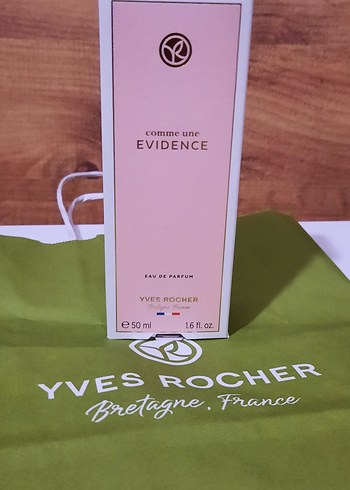 comme une
EVIDENCE
EAU DE PARFUM
YVES ROCHER
Bretagne, France
℮ 50 ml 1.6 fl. oz.
YVES ROCHER
Bretagne, France